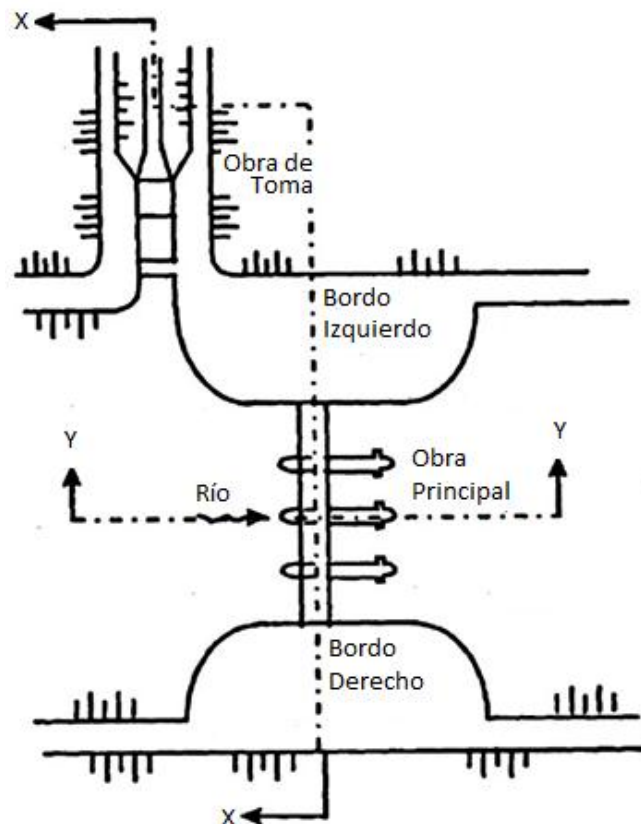 X
Obra de
Toma
Bordo
Izquierdo
Y
Y
Obra
Principal
Río
Bordo
Derecho
X